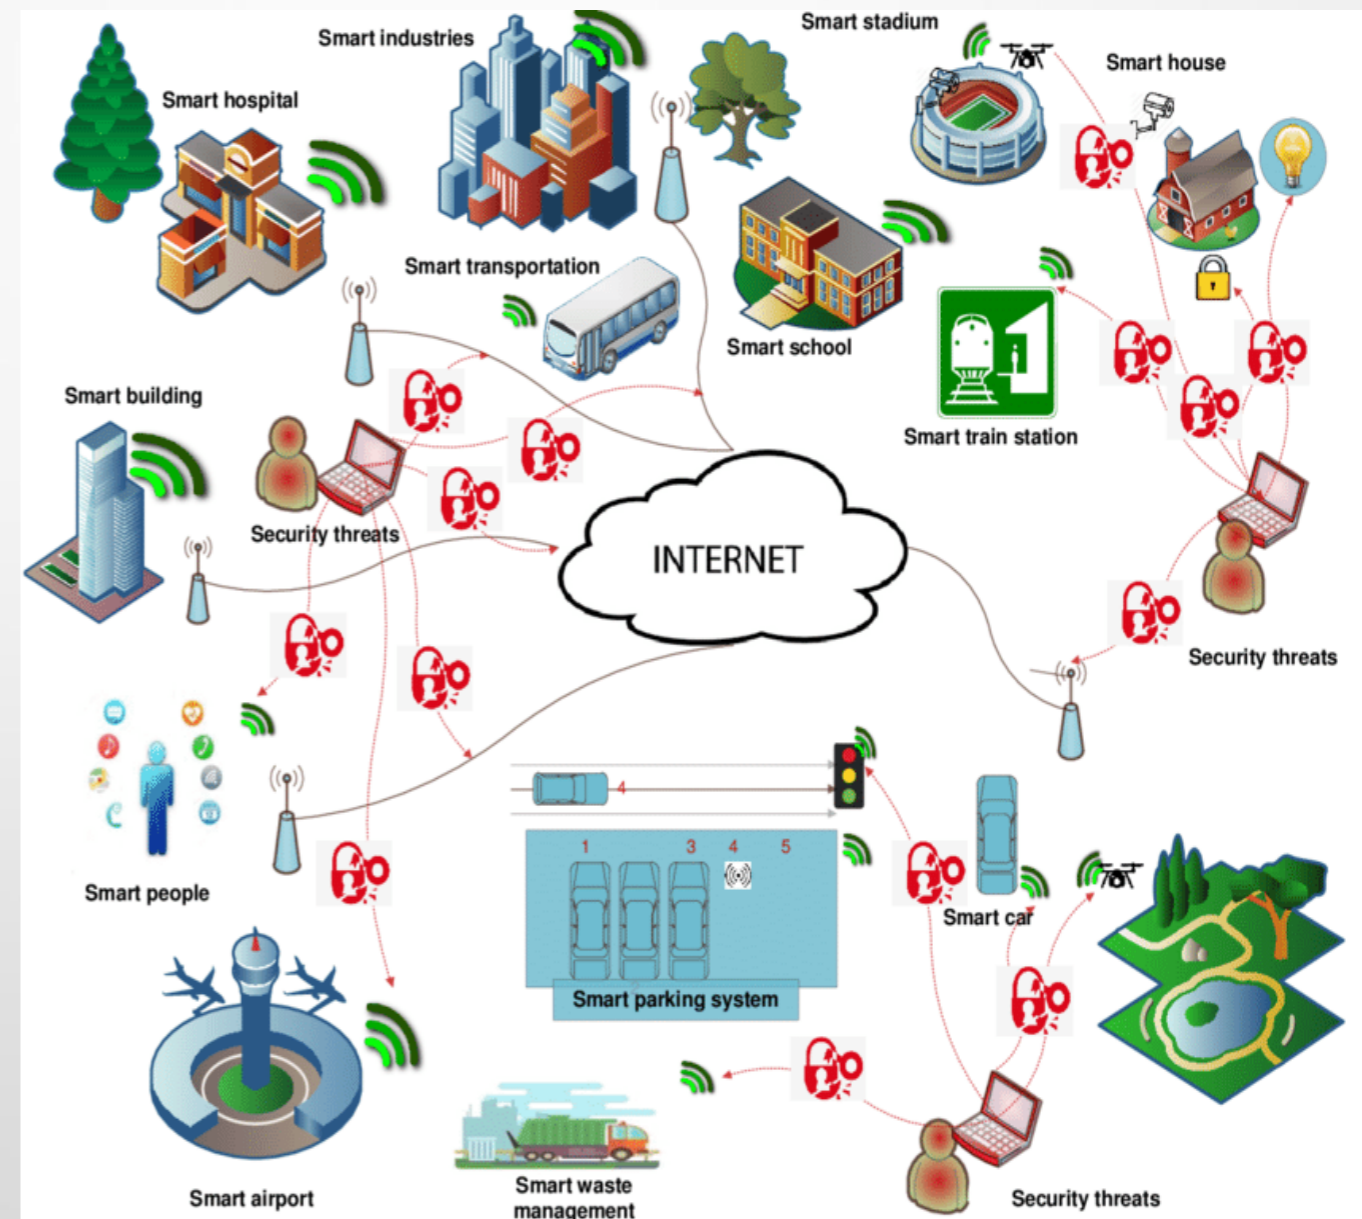 Smart stadium
Smart industries
Smart house
Smart hospital
Smart transportation
Smart school
Smart building
Smart train station
Security threats
INTERNET
Security threats
4
1
3
4
5
2
Smart people
Smart car
Smart parking system
Smart airport
Smart waste
management
Security threats